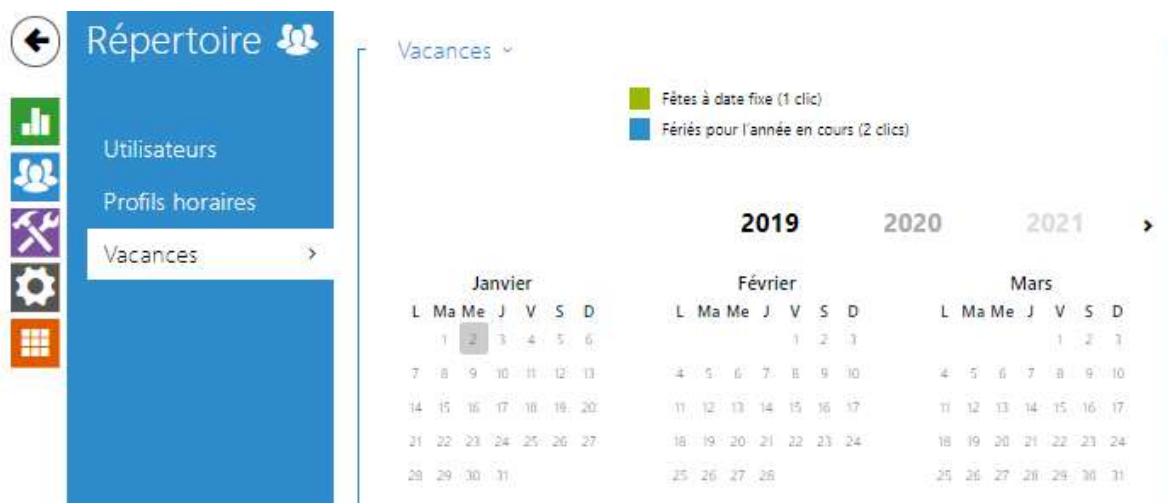 Répertoire
Utilisateurs
Profils horaires
Vacances
Vacances
Fêtes à date fixe (1 clic)
Fériés pour l'année en cours (2 clics)
2019 2020 2021
Janvier Février Mars
L Ma Me J V S D L Ma Me J V S D L Ma Me J V S D
1 2 3 4 5 6 1 2 3 1 2 3
7 8 9 10 11 12 13 4 5 6 7 8 9 10 4 5 6 7 8 9 10
14 15 16 17 18 19 20 11 12 13 14 15 16 17 11 12 13 14 15 16 17
21 22 23 24 25 26 27 18 19 20 21 22 23 24 18 19 20 21 22 23 24
28 29 30 31 25 26 27 28 25 26 27 28 29 30 31